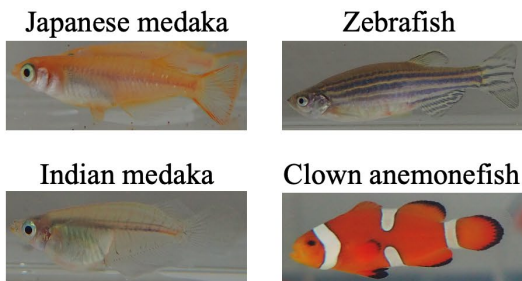 Japanese medaka
Zebrafish
Indian medaka
Clown anemonefish